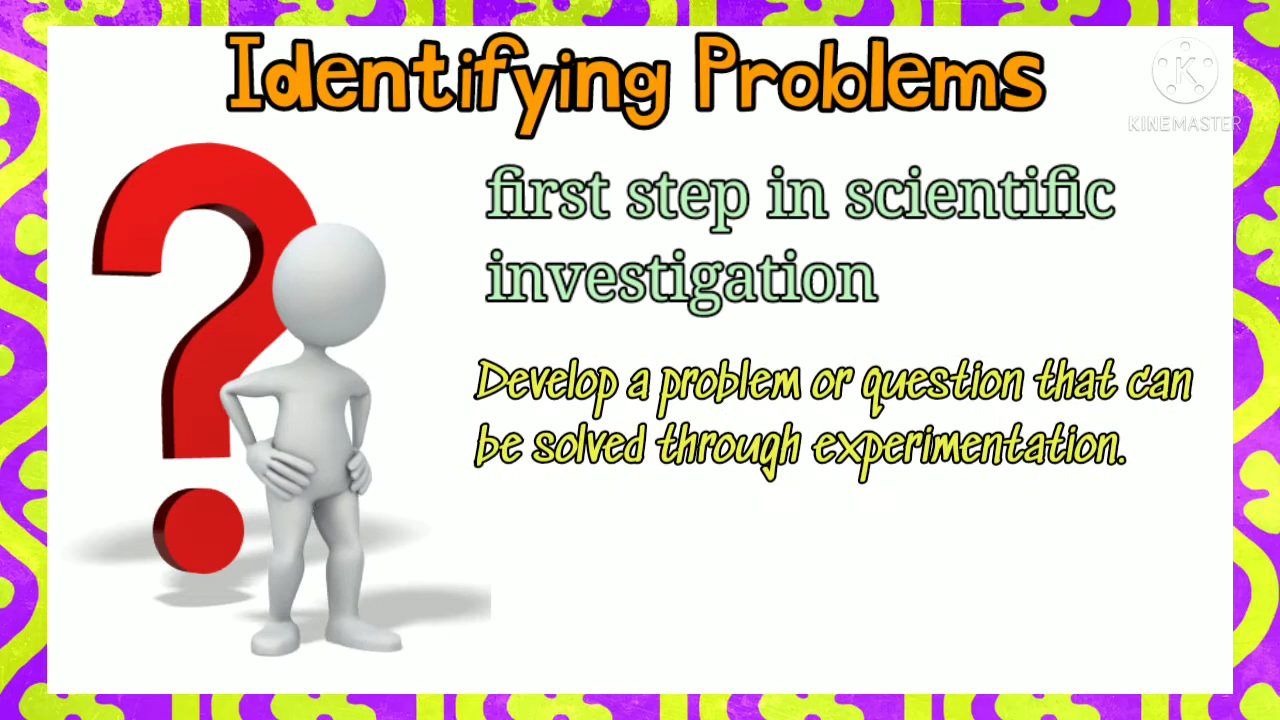 Identifying Problems
K
KINEMASTER
first step in scientific
investigation
Develop a problem or question that can
be solved through experimentation.